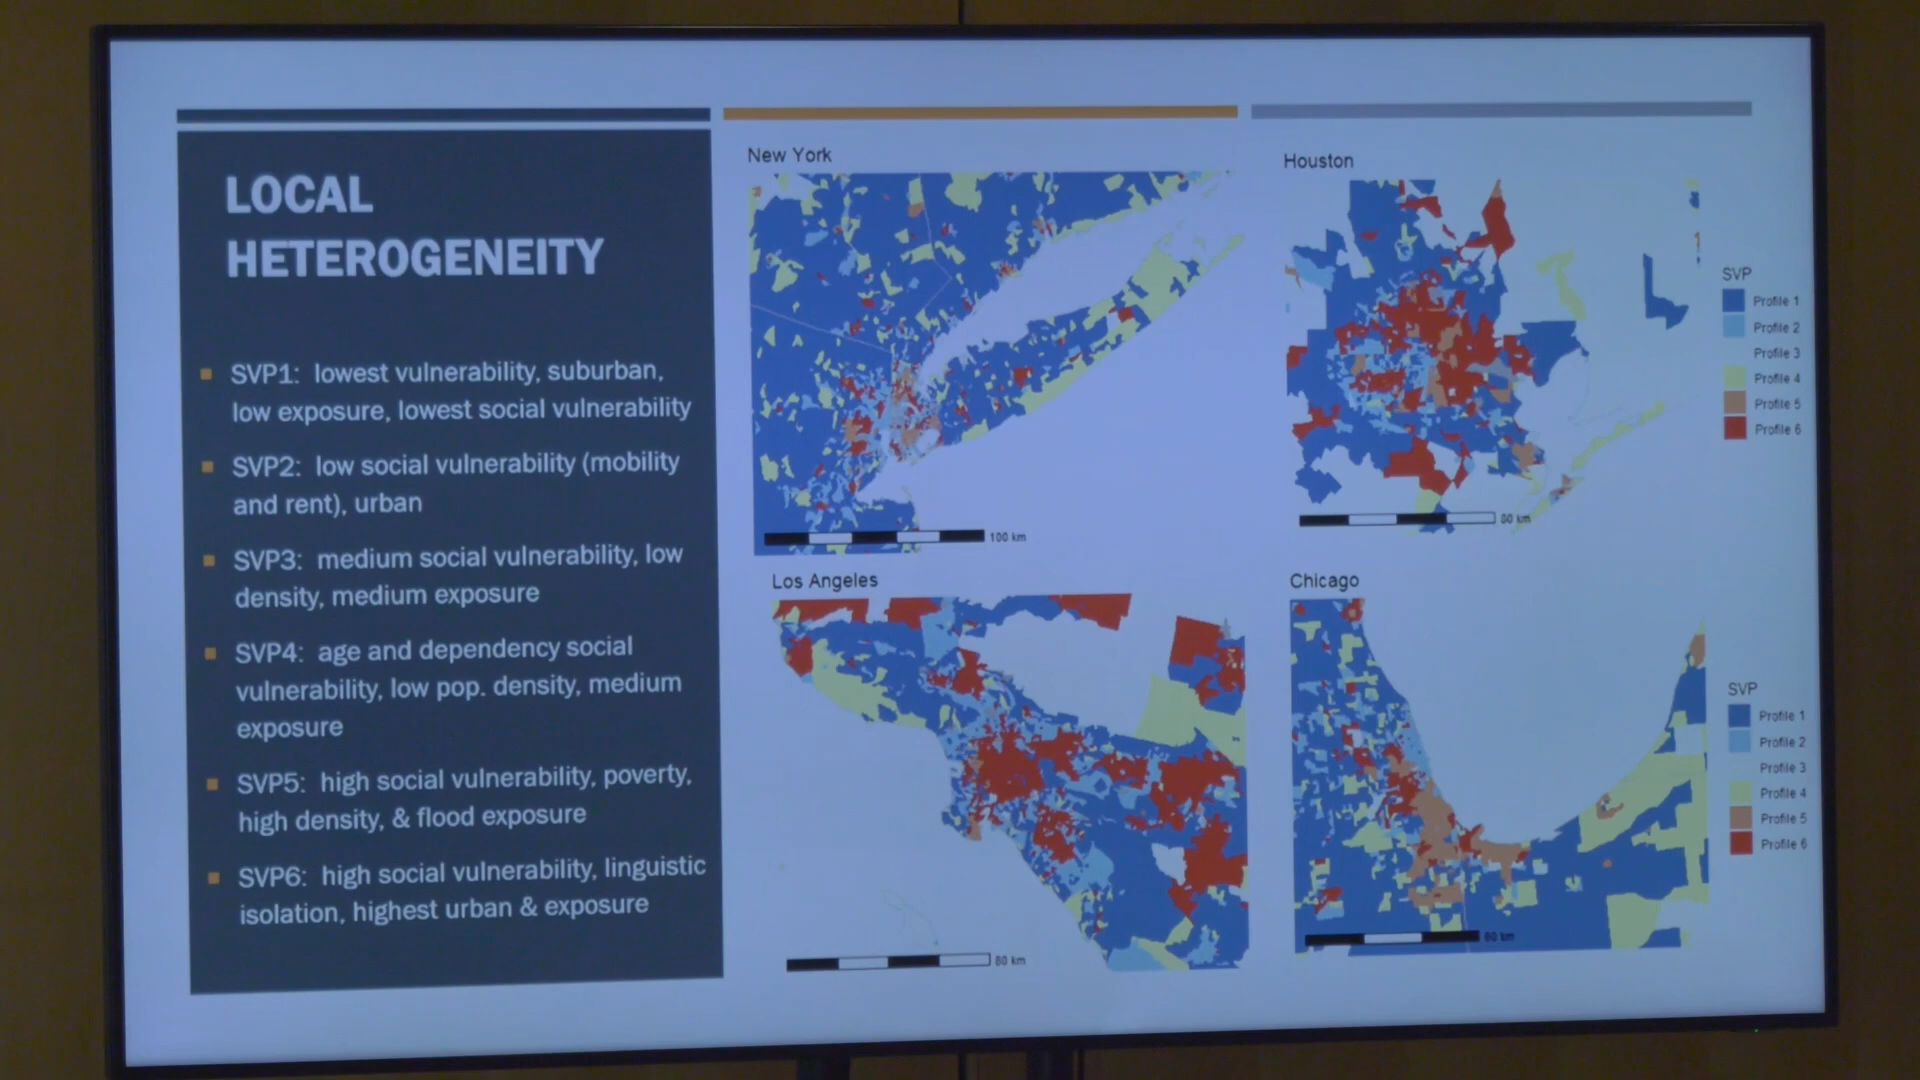 LOCAL
HETEROGENEITY
SVP1: lowest vulnerability, suburban,
low exposure, lowest social vulnerability
SVP2: low social vulnerability (mobility
and rent), urban
SVP3: medium social vulnerability, low
density, medium exposure
SVP4: age and dependency social
vulnerability, low pop. density, medium
exposure
SVP5: high social vulnerability, poverty,
high density, & flood exposure
SVP6: high social vulnerability, linguistic
isolation, highest urban & exposure
New York
100 km
Houston
SVP
Profile 1
Profile 2
Profile 3
Profile 4
Profile 5
Profile 6
km
Los Angeles
km
Chicago
km
SVP
Profile 1
Profile 2
Profile 3
Profile 4
Profile 5
Profile 6